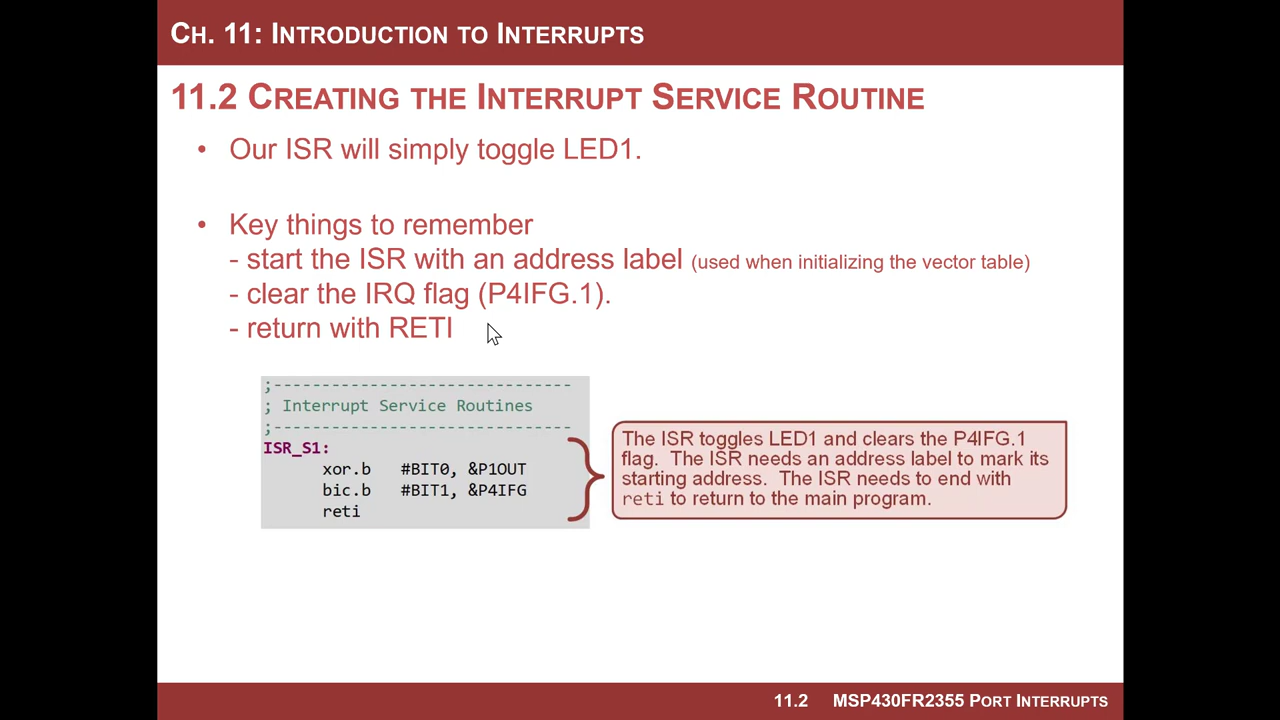 CH. 11: INTRODUCTION TO INTERRUPTS
11.2 CREATING THE INTERRUPT SERVICE ROUTINE
• Our ISR will simply toggle LED1.
• Key things to remember
- start the ISR with an address label (used when initializing the vector table)
- clear the IRQ flag (P4IFG.1).
- return with RETI
;-------------------------------
; Interrupt Service Routines
;-------------------------------
ISR_S1:
xor.b #BIT0, &P1OUT
bic.b #BIT1, &P4IFG
reti
The ISR toggles LED1 and clears the P4IFG.1
flag. The ISR needs an address label to mark its
starting address. The ISR needs to end with
reti to return to the main program.
11.2 MSP430FR2355 PORT INTERRUPTS